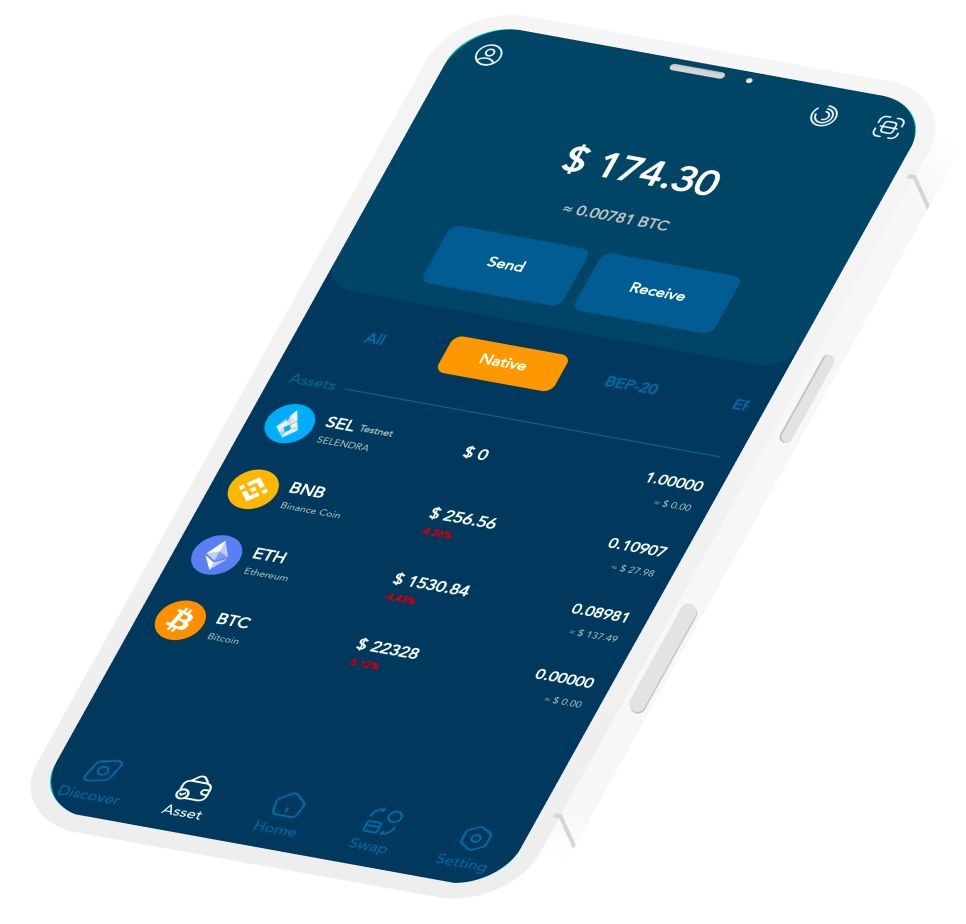 $ 174.30
≈ 0.00781 BTC
Send Receive
All Native BEP-20
Assets
SEL Testnet $ 0 1.00000
SELENDRA ≈ $ 0.00
BNB $ 256.56 0.10907
Binance Coin -4.26% ≈ $ 27.98
ETH $ 1530.84 0.08981
Ethereum -4.43% ≈ $ 137.49
BTC $ 22328 0.00000
Bitcoin -5.12% ≈ $ 0.00
Discover Asset Home Swap Setting